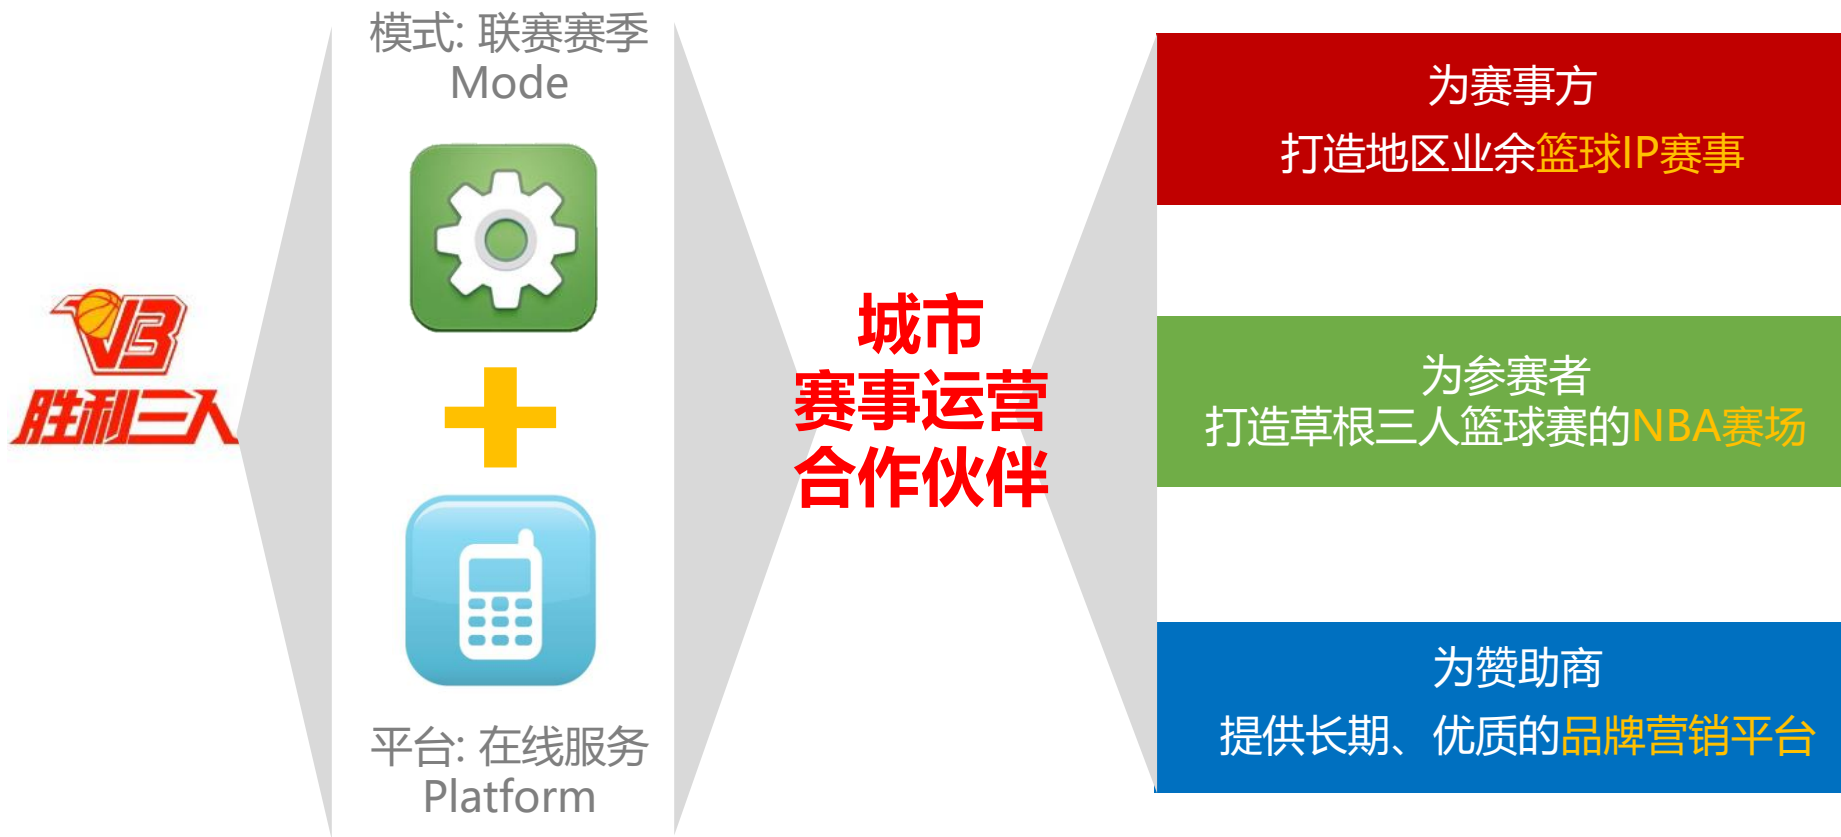 模式: 联赛赛季
Mode
VB
胜利三人
平台: 在线服务
Platform
城市
赛事运营
合作伙伴
为赛事方
打造地区业余篮球IP赛事
为参赛者
打造草根三人篮球赛的NBA赛场
为赞助商
提供长期、优质的品牌营销平台